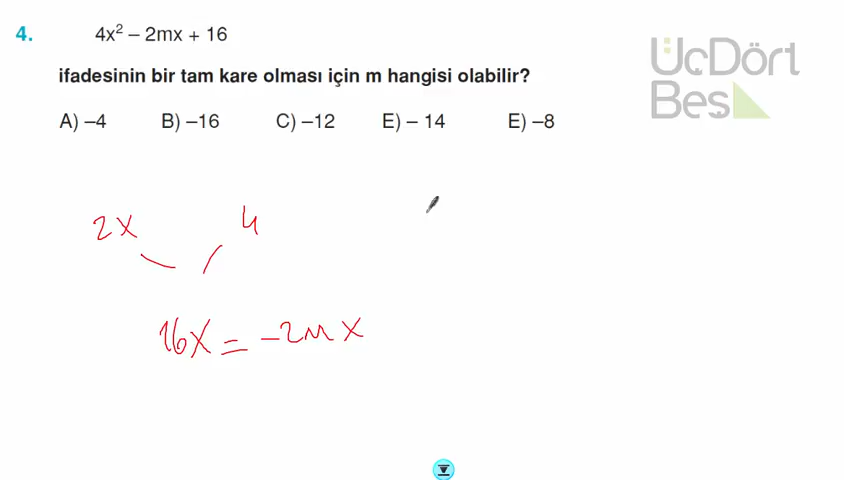 4. 4x² – 2mx + 16
ifadesinin bir tam kare olması için m hangisi olabilir?
A) –4 B) –16 C) –12 E) – 14 E) –8
ÜçDört
Beş
2x 4
16x = -2mx